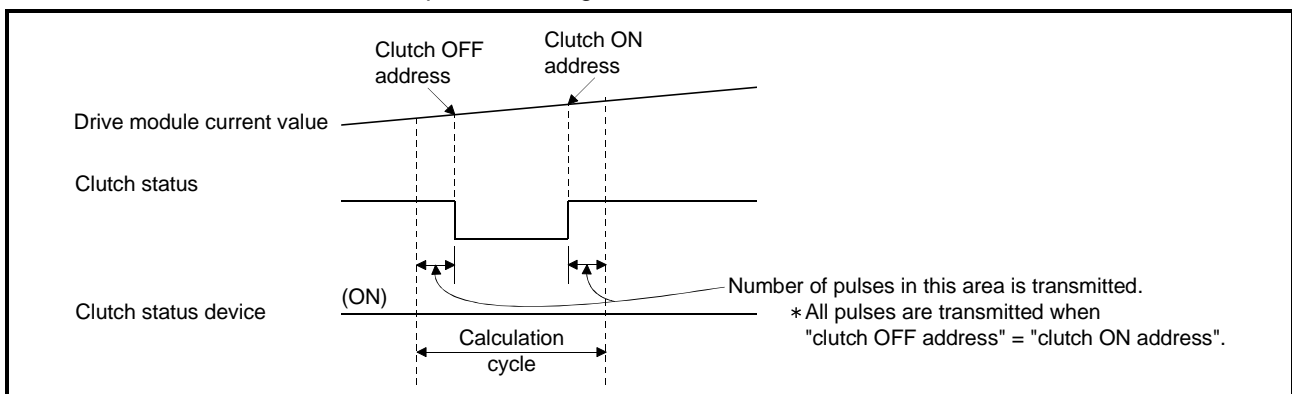 Clutch OFF
address
Clutch ON
address
Drive module current value
Clutch status
Clutch status device
(ON)
Number of pulses in this area is transmitted.
*All pulses are transmitted when
"clutch OFF address" = "clutch ON address".
Calculation
cycle